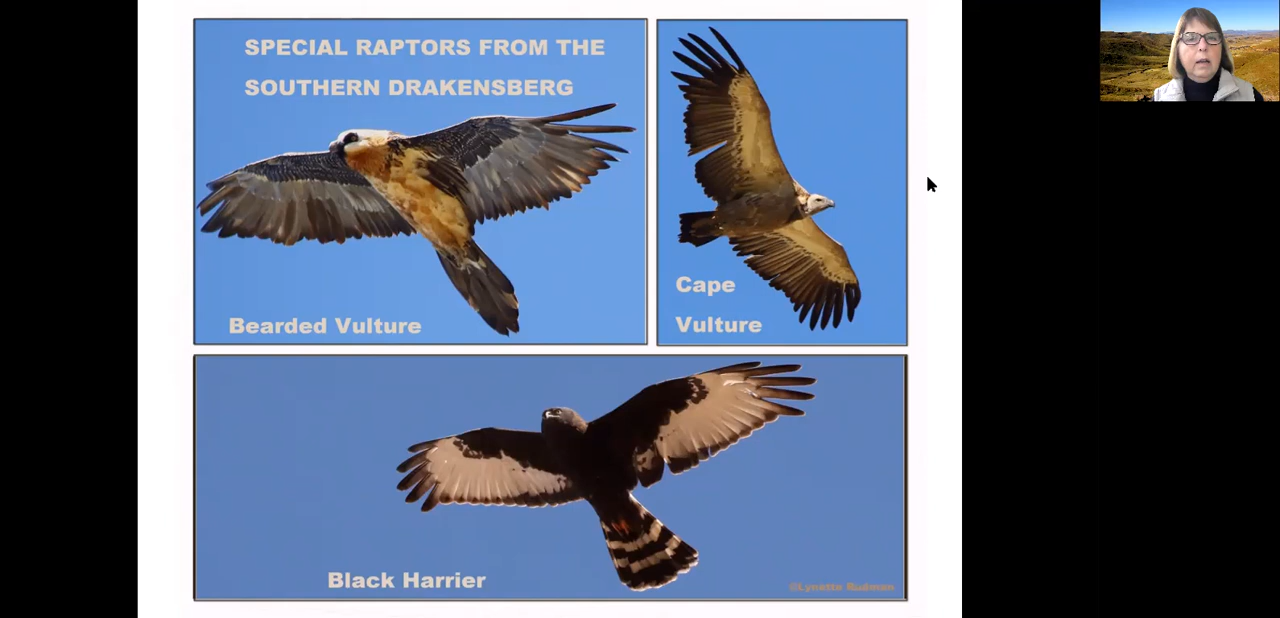 SPECIAL RAPTORS FROM THE
SOUTHERN DRAKENSBERG
Bearded Vulture
Cape
Vulture
Black Harrier
©Lynette Rudman